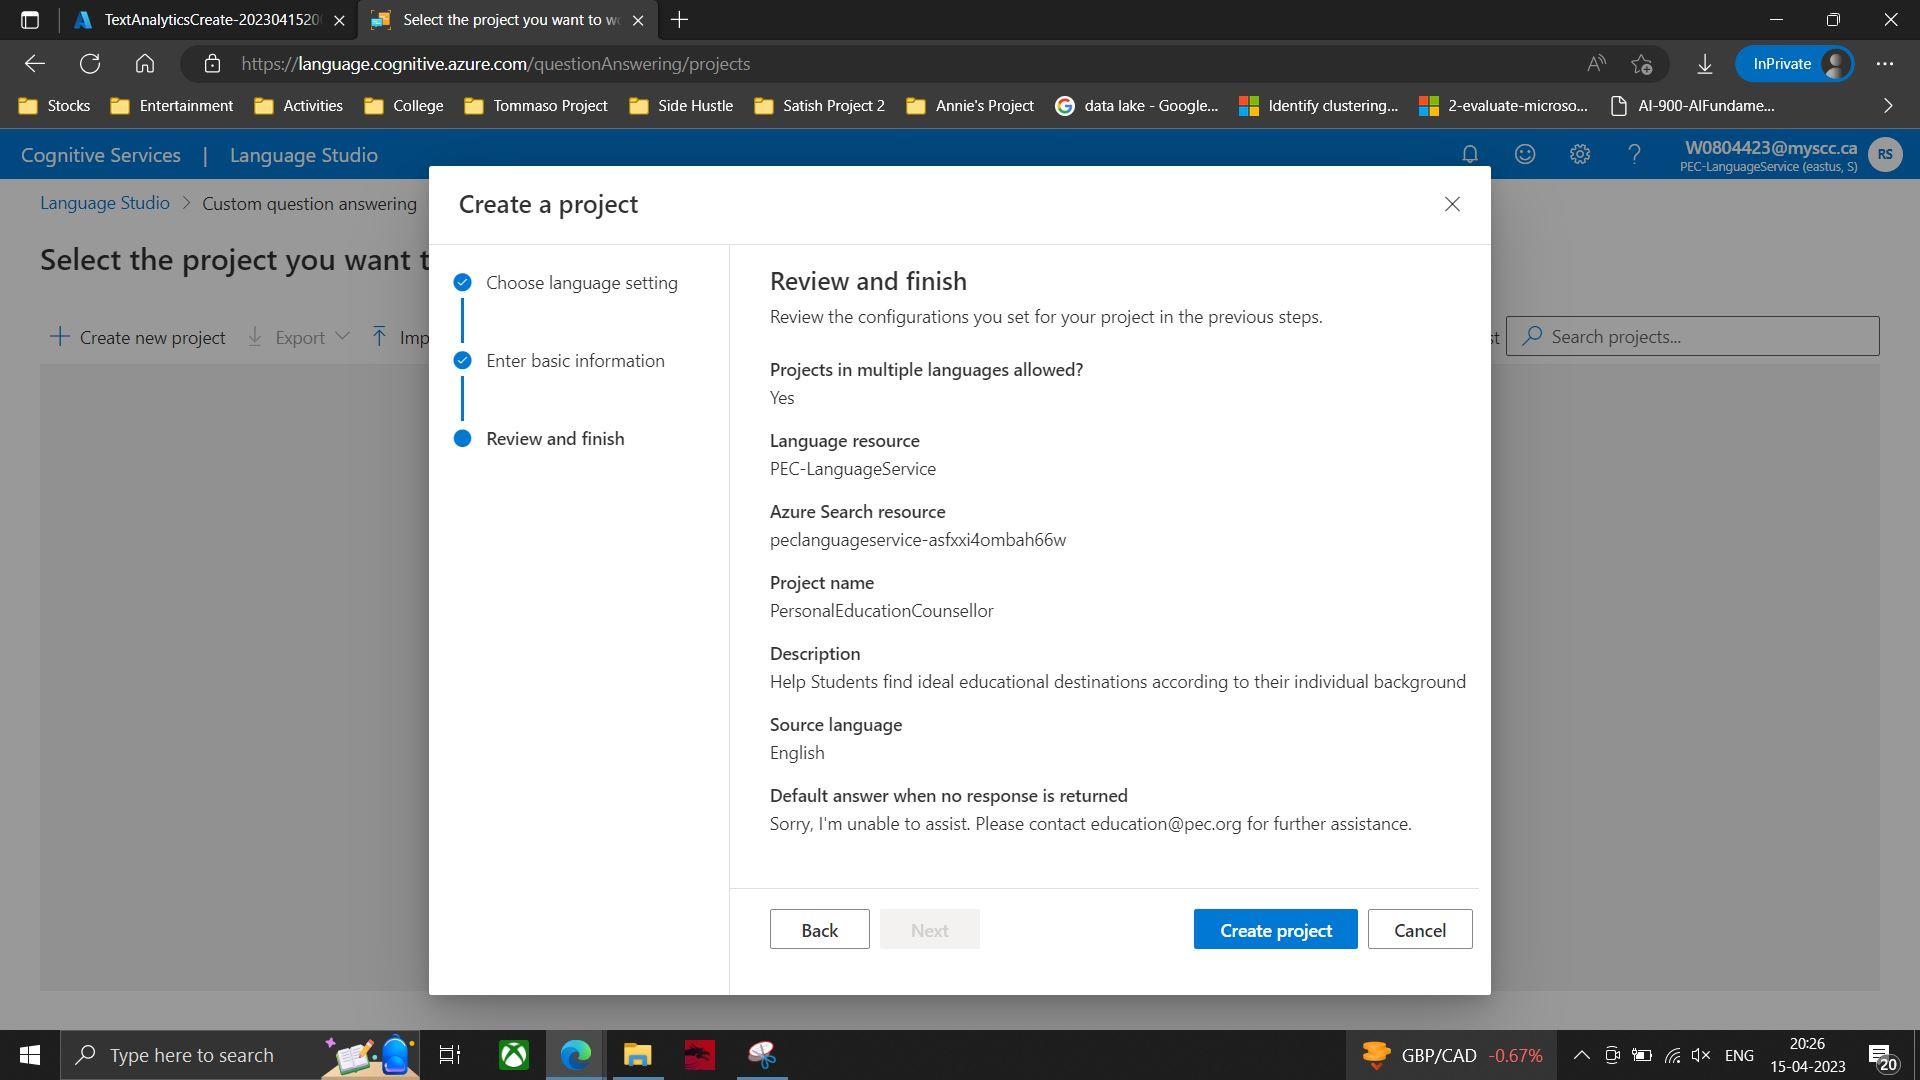 TextAnalyticsCreate-2023041520
Select the project you want to w
https://language.cognitive.azure.com/questionAnswering/projects
InPrivate
Stocks
Entertainment
Activities
College
Tommaso Project
Side Hustle
Satish Project 2
Annie's Project
data lake - Google...
Identify clustering...
2-evaluate-microso...
AI-900-AIFundame...
Cognitive Services | Language Studio
W0804423@myscc.ca
PEC-LanguageService (eastus, S)
RS
Language Studio > Custom question answering
Select the project you want t
Create new project
Export
Imp
st
Search projects...
Create a project
Choose language setting
Enter basic information
Review and finish
Review and finish
Review the configurations you set for your project in the previous steps.
Projects in multiple languages allowed?
Yes
Language resource
PEC-LanguageService
Azure Search resource
peclanguageservice-asfxxi4ombah66w
Project name
PersonalEducationCounsellor
Description
Help Students find ideal educational destinations according to their individual background
Source language
English
Default answer when no response is returned
Sorry, I'm unable to assist. Please contact education@pec.org for further assistance.
Back
Next
Create project
Cancel
Type here to search
GBP/CAD -0.67%
ENG
20:26
15-04-2023
20